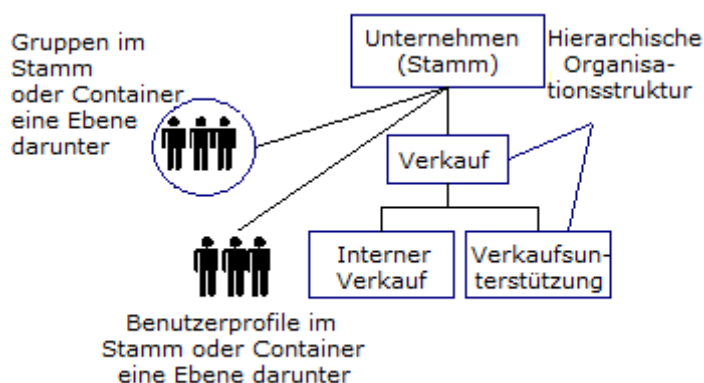 Gruppen im
Stamm
oder Container
eine Ebene
darunter
Unternehmen
(Stamm)
Hierarchische
Organisa-
tionsstruktur
Verkauf
Interner
Verkauf
Verkaufsun-
terstützung
Benutzerprofile im
Stamm oder Container
eine Ebene darunter